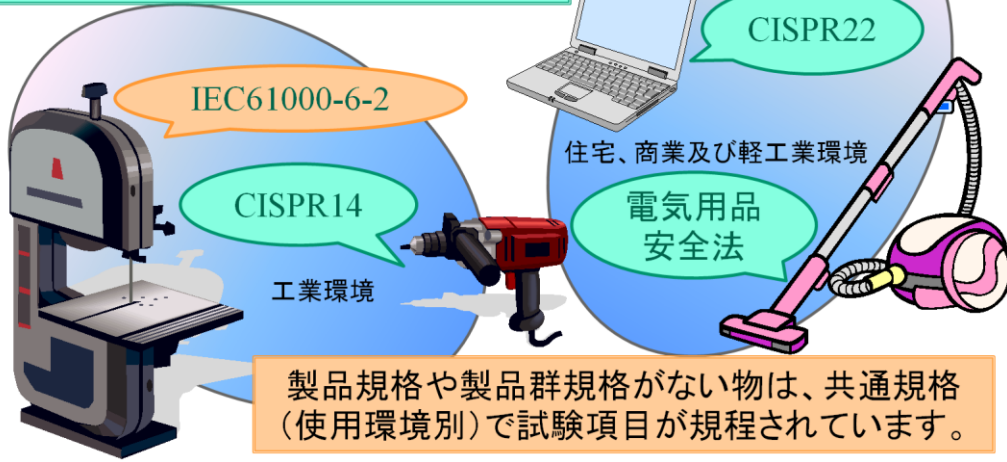 CISPR22
IEC61000-6-2
住宅、商業及び軽工業環境
CISPR14
電気用品
安全法
工業環境
製品規格や製品群規格がない物は、共通規格
（使用環境別）で試験項目が規程されています。